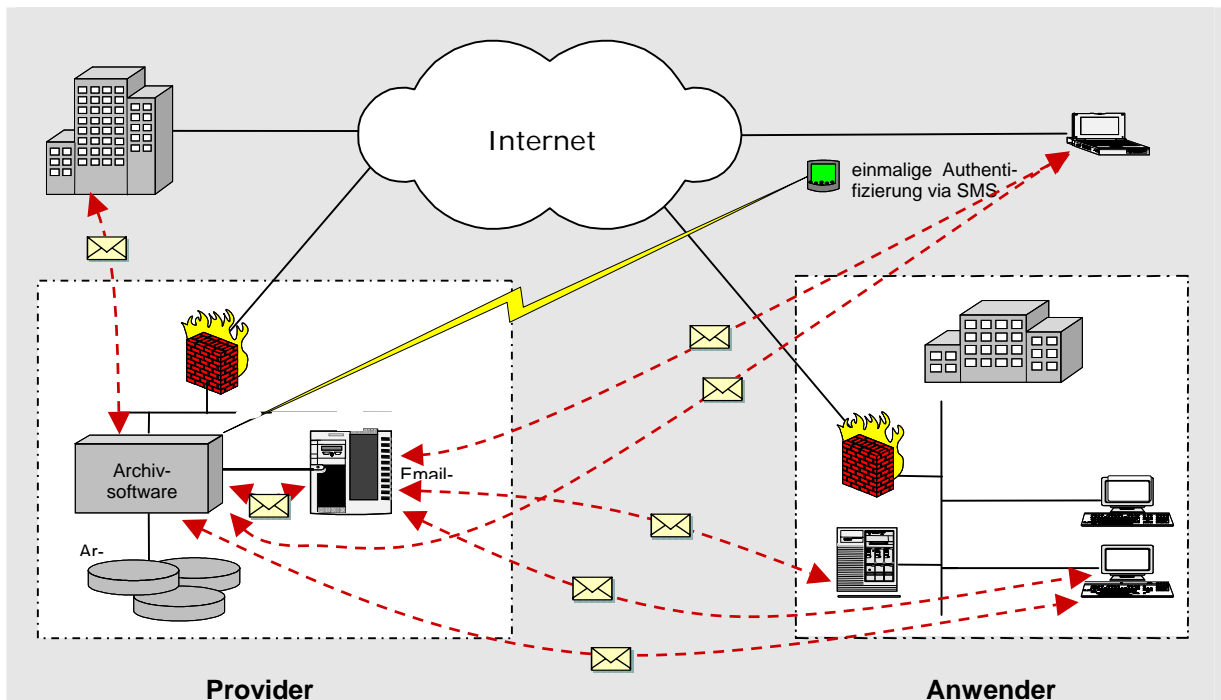 Internet
einmalige Authenti-
fizierung via SMS
Archiv-
software
Email-
Ar-
Provider
Anwender